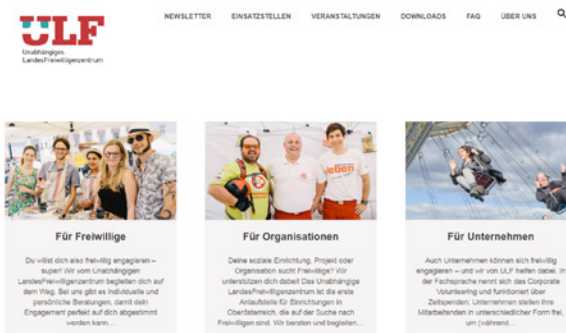 ULF
Unabhängiges
LandesFreiwilligenzentrum
NEWSLETTER EINSATZSTELLEN VERANSTALTUNGEN DOWNLOADS FAQ ÜBER UNS
leben
Für Freiwillige
Du willst dich also freiwillig engagieren –
super! Wir vom Unabhängigen
LandesFreiwilligenzentrum begleiten dich auf
dem Weg. Bei uns gibt es individuelle und
persönliche Beratungen, damit dein
Engagement perfekt auf dich abgestimmt
werden kann...
Für Organisationen
Deine soziale Einrichtung, Projekt oder
Organisation sucht Freiwillige? Wir
unterstützen dich dabei! Das Unabhängige
LandesFreiwilligenzentrum ist die erste
Anlaufstelle für Einrichtungen in
Oberösterreich, die auf der Suche nach
Freiwilligen sind. Wir beraten und begleiten...
Für Unternehmen
Auch Unternehmen können sich freiwillig
engagieren – und wir von ULF helfen dabei. In
der Fachsprache nennt sich das Corporate
Volunteering und funktioniert über
Zeitspenden: Unternehmen stellen ihre
Mitarbeitenden in unterschiedlicher Form frei,
um (während...